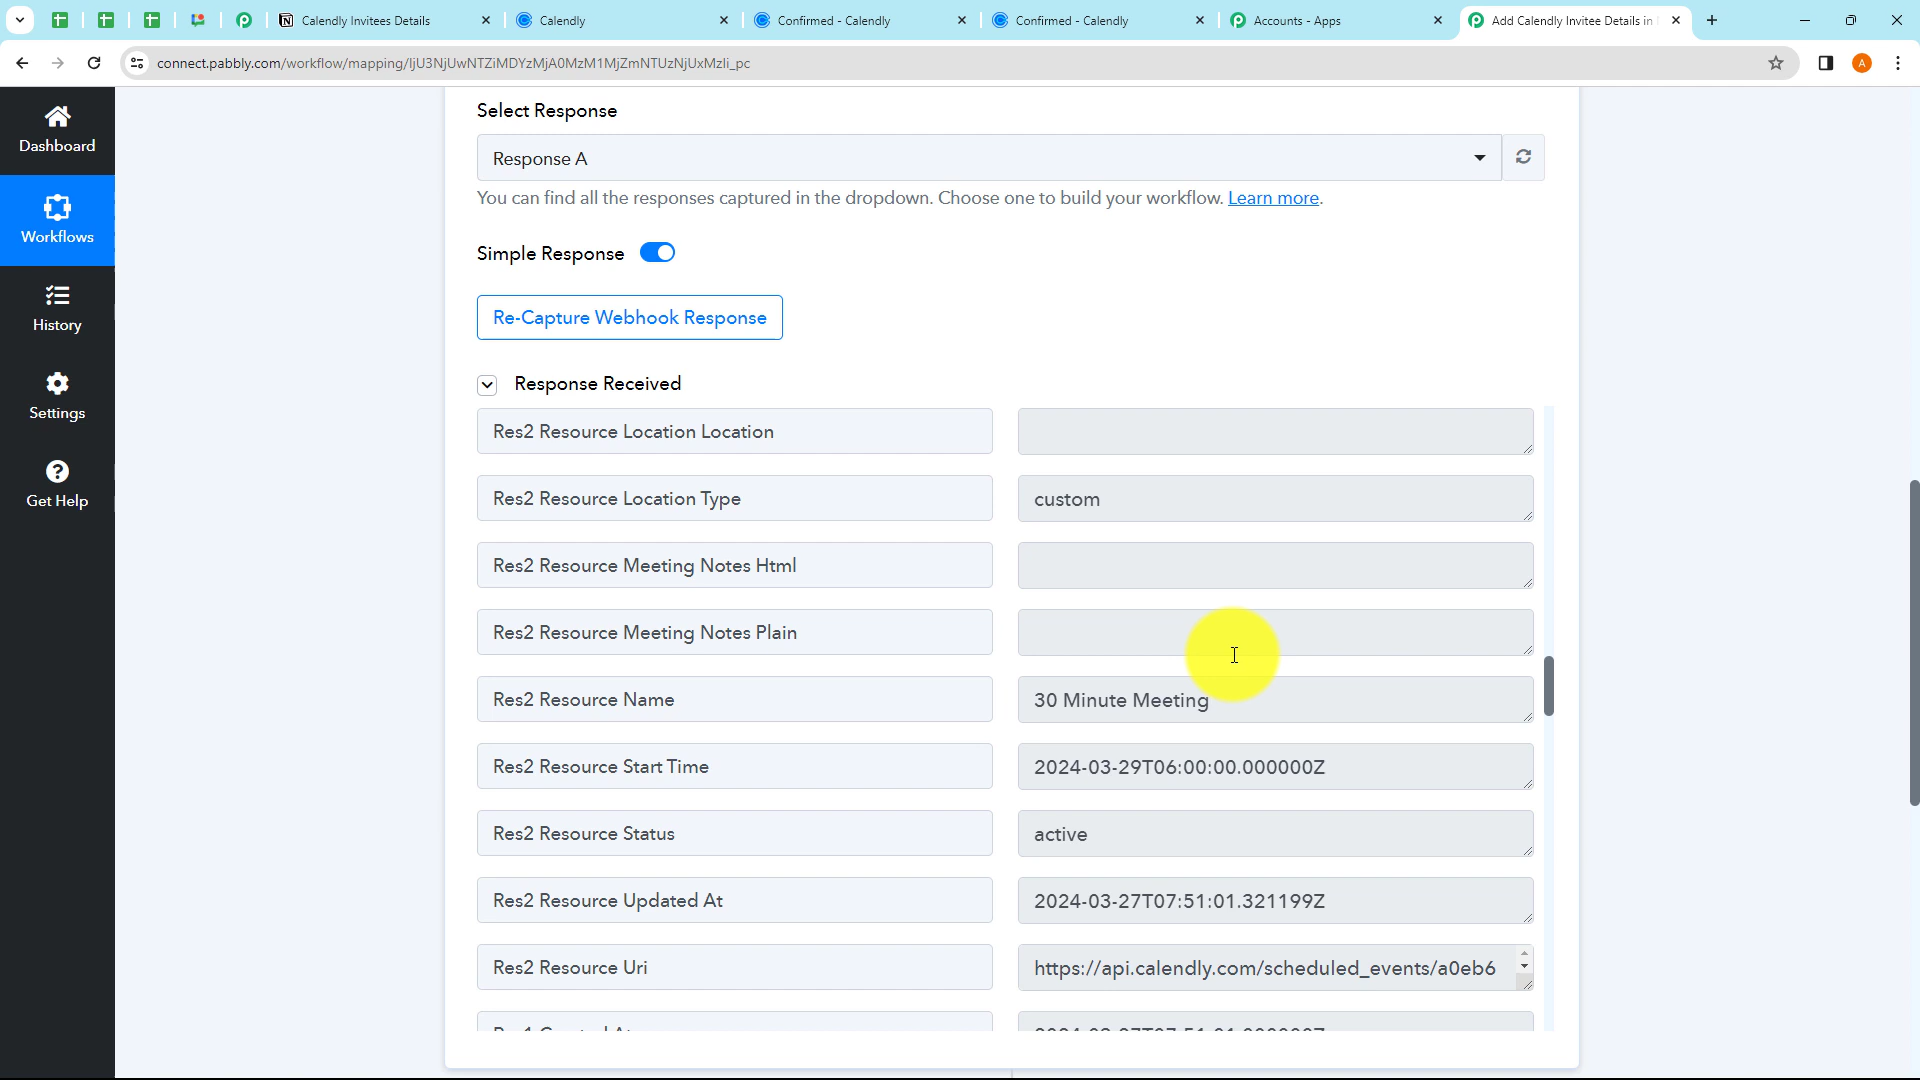 Calendly Invitees Details
Calendly
Confirmed - Calendly
Confirmed - Calendly
Accounts - Apps
Add Calendly Invitee Details in
connect.pabbly.com/workflow/mapping/IjU3NjUwNTZiMDYzMjA0MzM1MjZmNTUzNjUxMzIi_pc
A
Dashboard
Workflows
History
Settings
Get Help
Select Response
Response A
You can find all the responses captured in the dropdown. Choose one to build your workflow. Learn more.
Simple Response
Re-Capture Webhook Response
Response Received
Res2 Resource Location Location
Res2 Resource Location Type
custom
Res2 Resource Meeting Notes Html
Res2 Resource Meeting Notes Plain
Res2 Resource Name
30 Minute Meeting
Res2 Resource Start Time
2024-03-29T06:00:00.000000Z
Res2 Resource Status
active
Res2 Resource Updated At
2024-03-27T07:51:01.321199Z
Res2 Resource Uri
https://api.calendly.com/scheduled_events/a0eb6